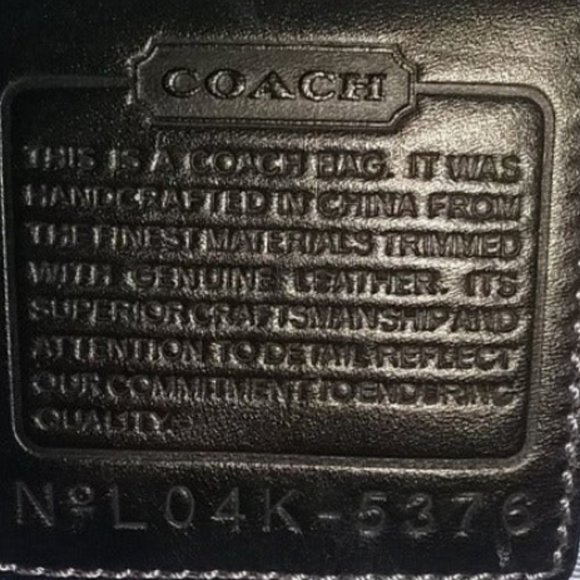 COACH
THIS IS A COACH BAG. IT WAS
HANDCRAFTED IN CHINA FROM
THE FINEST MATERIALS TRIMMED
WITH GENUINE LEATHER. ITS
SUPERIOR CRAFTSMANSHIP AND
ATTENTION TO DETAIL REFLECT
OUR COMMITMENT TO ENDURING
QUALITY.
Nº L04K-5376